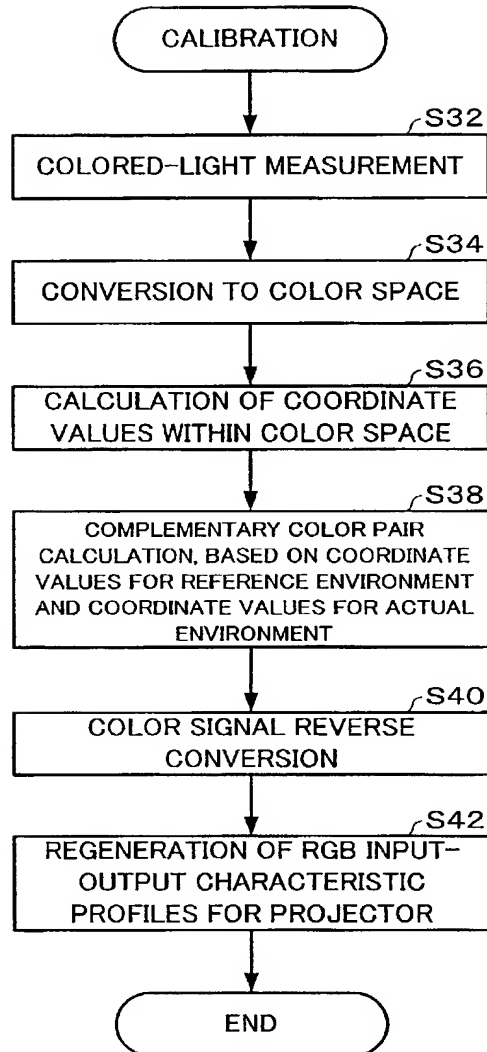 CALIBRATION
S32
COLORED-LIGHT MEASUREMENT
S34
CONVERSION TO COLOR SPACE
S36
CALCULATION OF COORDINATE
VALUES WITHIN COLOR SPACE
S38
COMPLEMENTARY COLOR PAIR
CALCULATION, BASED ON COORDINATE
VALUES FOR REFERENCE ENVIRONMENT
AND COORDINATE VALUES FOR ACTUAL
ENVIRONMENT
S40
COLOR SIGNAL REVERSE
CONVERSION
S42
REGENERATION OF RGB INPUT-
OUTPUT CHARACTERISTIC
PROFILES FOR PROJECTOR
END